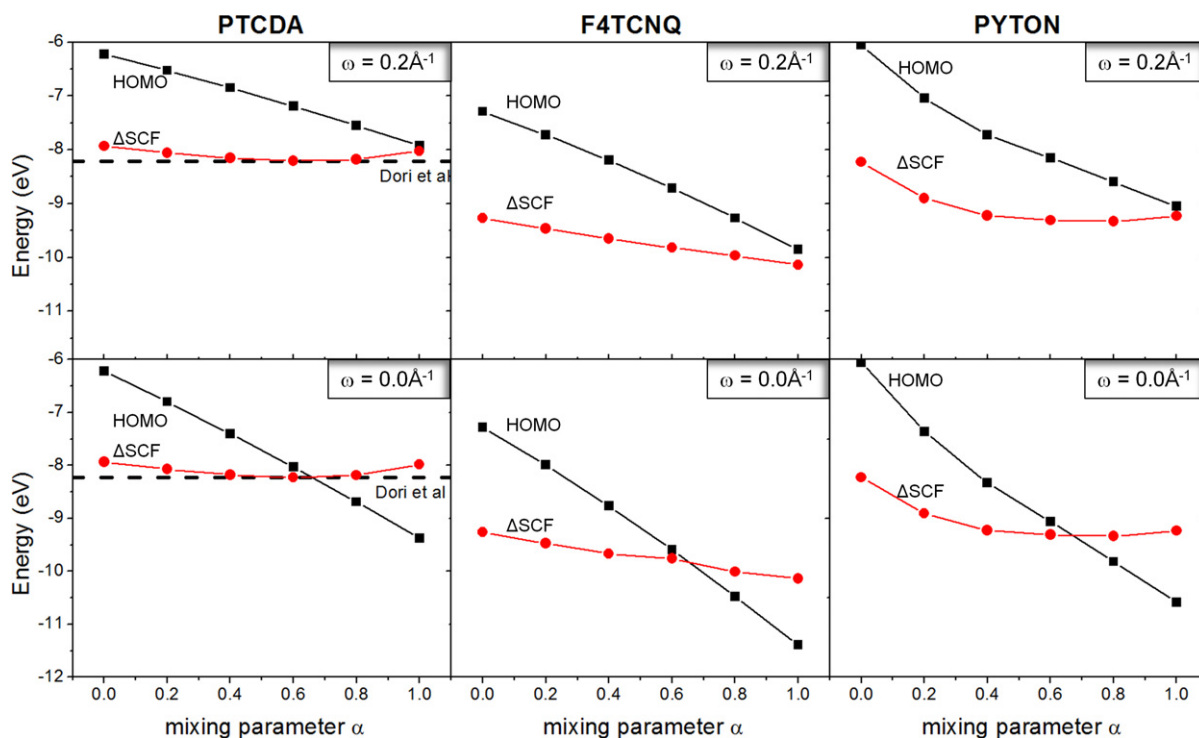 PTCDA F4TCNQ PYTON
-6
-7
-8
-9
-10
-11
Energy (eV)
HOMO
ΔSCF
ω = 0.2Å-1
Dori et al
HOMO
ΔSCF
ω = 0.2Å-1
HOMO
ΔSCF
ω = 0.2Å-1
-6
-7
-8
-9
-10
-11
-12
Energy (eV)
HOMO
ΔSCF
ω = 0.0Å-1
Dori et al
HOMO
ΔSCF
ω = 0.0Å-1
HOMO
ΔSCF
ω = 0.0Å-1
0.0 0.2 0.4 0.6 0.8 1.0 0.0 0.2 0.4 0.6 0.8 1.0 0.0 0.2 0.4 0.6 0.8 1.0
mixing parameter α mixing parameter α mixing parameter α